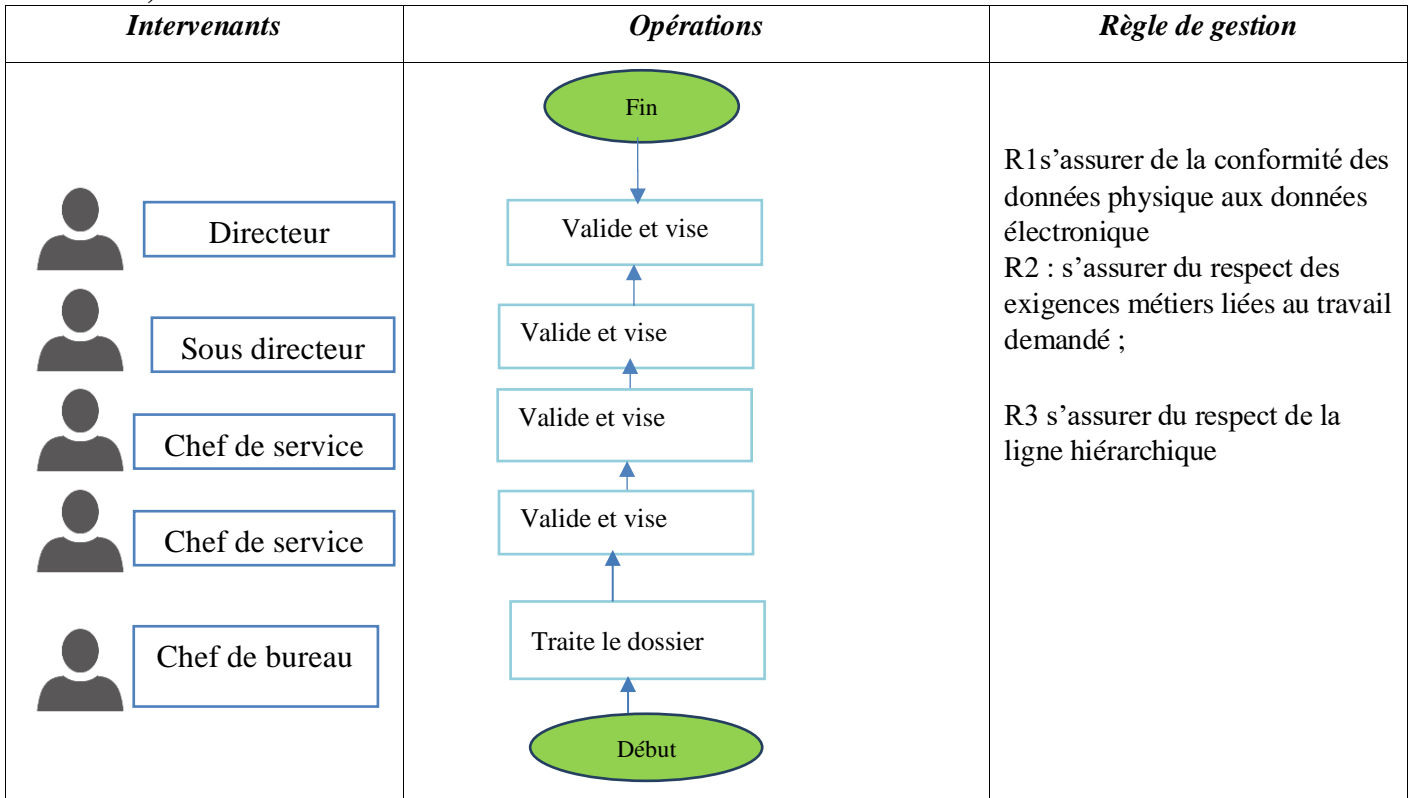 Intervenants
Opérations
Règle de gestion
Fin
Directeur
Valide et vise
Sous directeur
Valide et vise
Chef de service
Valide et vise
Chef de service
Valide et vise
Chef de bureau
Traite le dossier
Début
R1s’assurer de la conformité des
données physique aux données
électronique
R2 : s’assurer du respect des
exigences métiers liées au travail
demandé ;
R3 s’assurer du respect de la
ligne hiérarchique